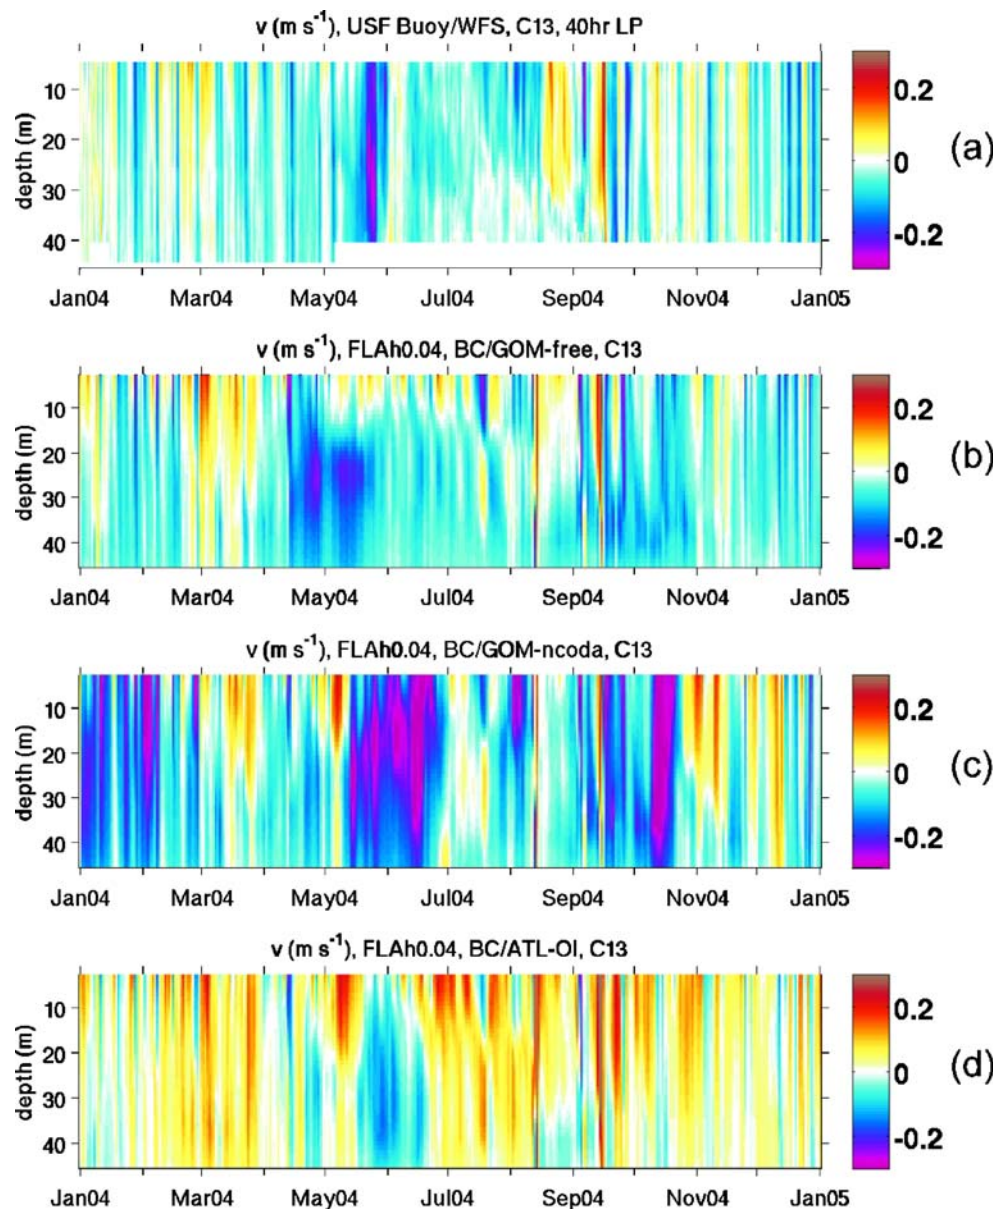 v (m s⁻¹), USF Buoy/WFS, C13, 40hr LP
depth (m)
10
20
30
40
Jan04 Mar04 May04 Jul04 Sep04 Nov04 Jan05
0.2
0
-0.2
(a)
v (m s⁻¹), FLAh0.04, BC/GOM-free, C13
depth (m)
10
20
30
40
Jan04 Mar04 May04 Jul04 Sep04 Nov04 Jan05
0.2
0
-0.2
(b)
v (m s⁻¹), FLAh0.04, BC/GOM-ncoda, C13
depth (m)
10
20
30
40
Jan04 Mar04 May04 Jul04 Sep04 Nov04 Jan05
0.2
0
-0.2
(c)
v (m s⁻¹), FLAh0.04, BC/ATL-OI, C13
depth (m)
10
20
30
40
Jan04 Mar04 May04 Jul04 Sep04 Nov04 Jan05
0.2
0
-0.2
(d)